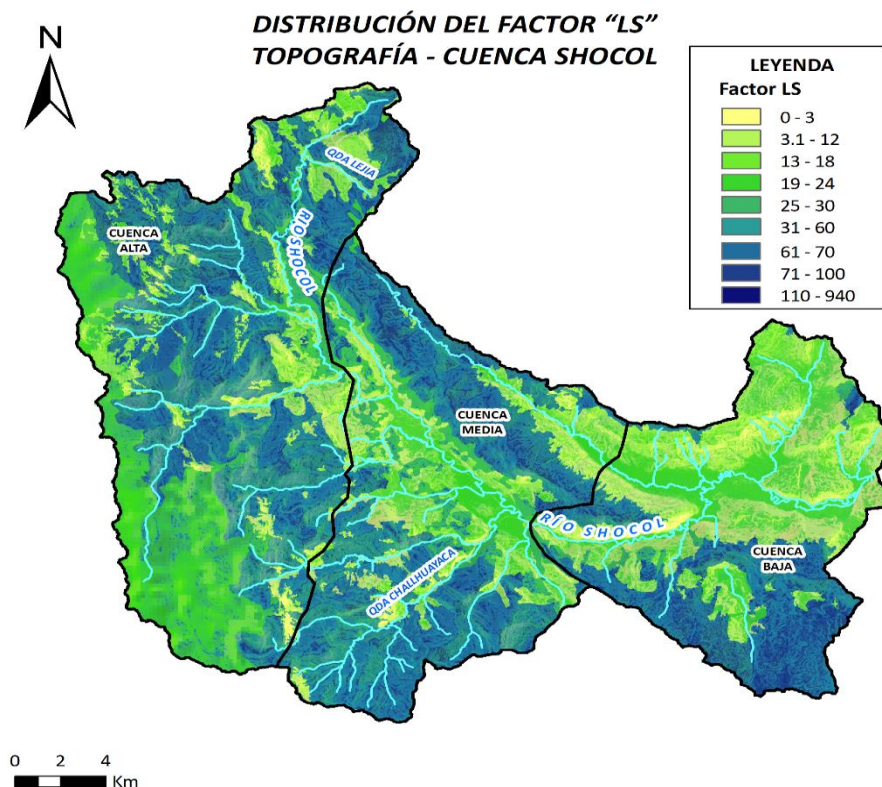 DISTRIBUCIÓN DEL FACTOR “LS”
TOPOGRAFÍA - CUENCA SHOCOL
N
LEYENDA
Factor LS
0 - 3
3.1 - 12
13 - 18
19 - 24
25 - 30
31 - 60
61 - 70
71 - 100
110 - 940
QDA LEJIA
CUENCA
ALTA
RIO SHOCOL
CUENCA
MEDIA
RÍO SHOCOL
CUENCA
BAJA
QDA CHALLHUAYACA
0 2 4
Km